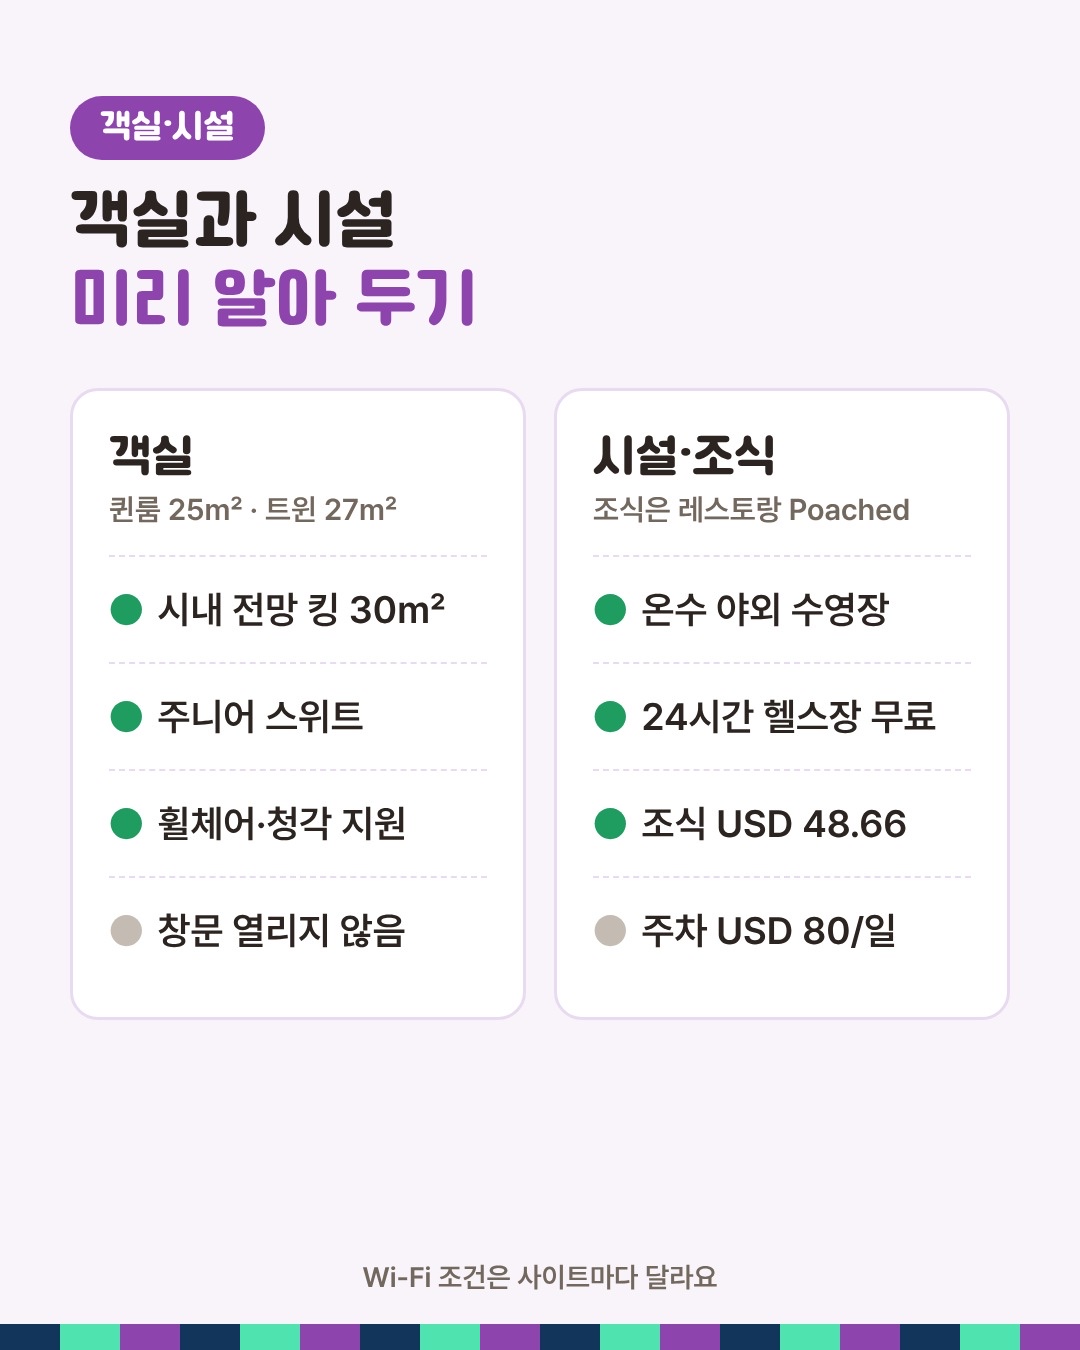 객실·시설
객실과 시설
미리 알아 두기
객실
퀸룸 25m² · 트윈 27m²
시내 전망 킹 30m²
주니어 스위트
휠체어·청각 지원
창문 열리지 않음
시설·조식
조식은 레스토랑 Poached
온수 야외 수영장
24시간 헬스장 무료
조식 USD 48.66
주차 USD 80/일
Wi-Fi 조건은 사이트마다 달라요